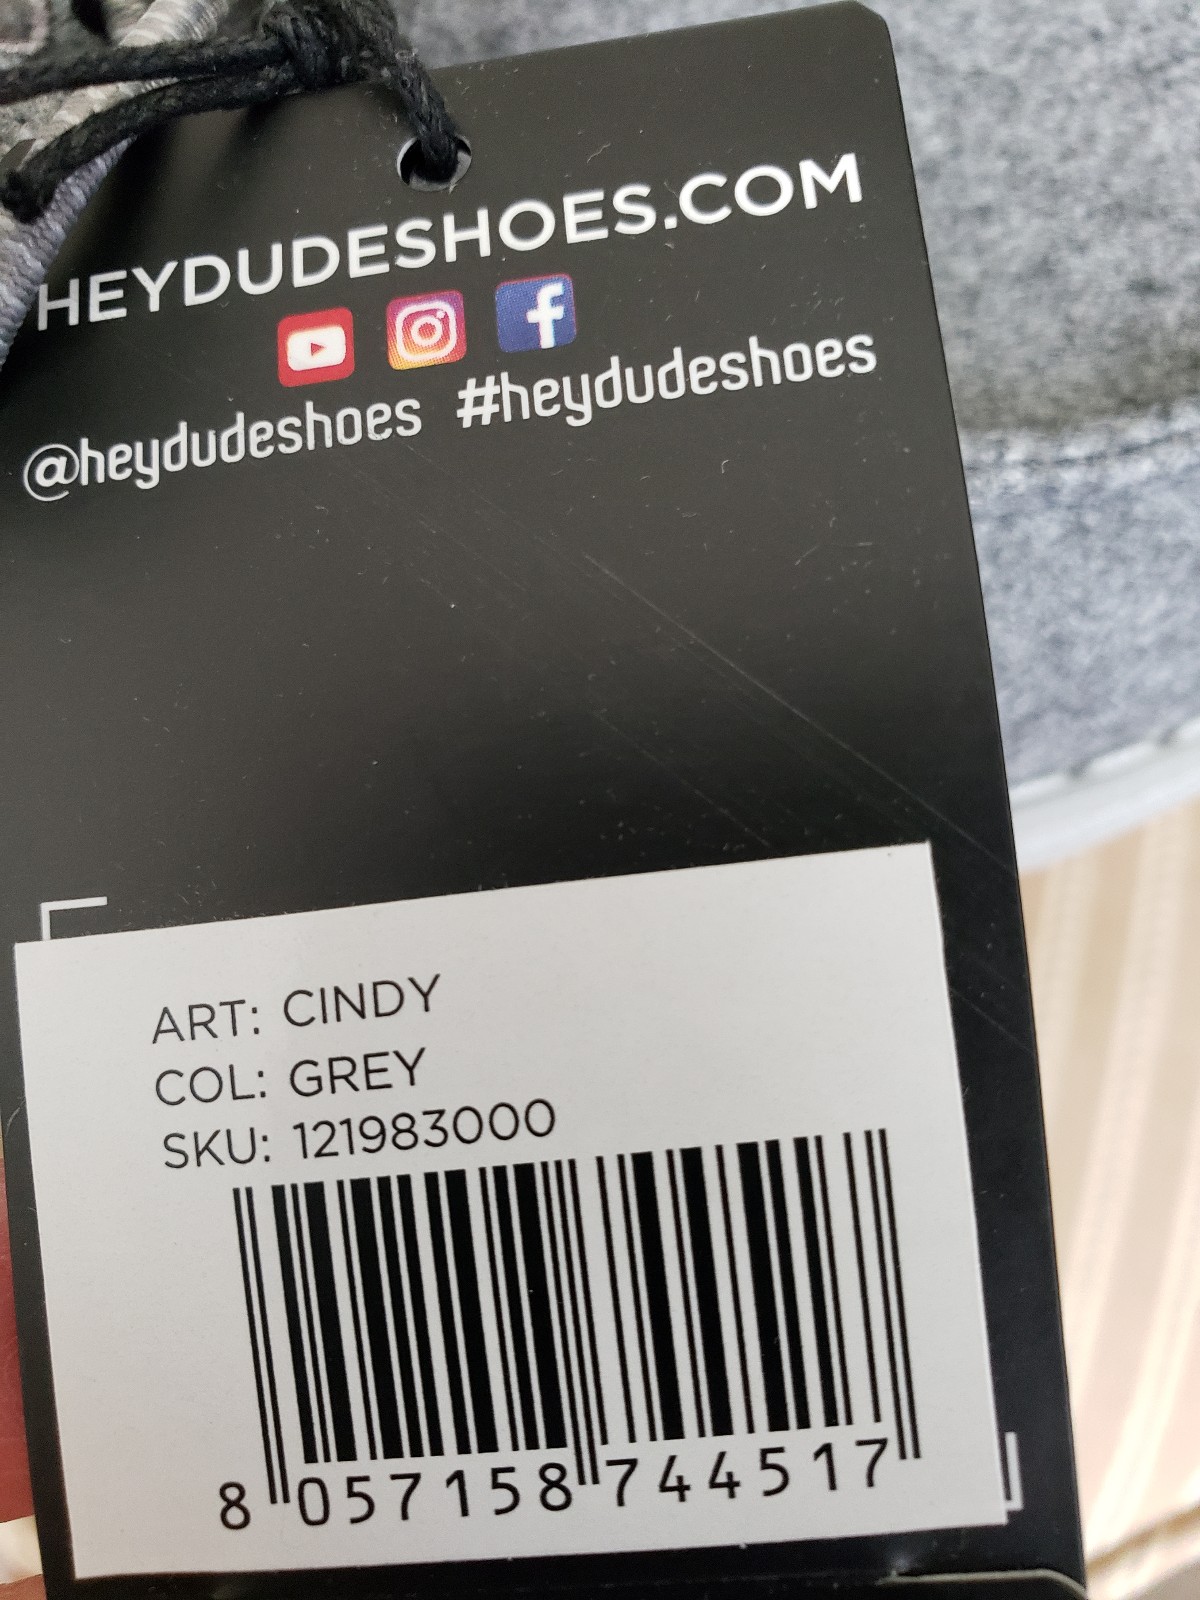 HEYDUDESHOES.COM
@heydudeshoes #heydudeshoes
ART: CINDY
COL: GREY
SKU: 121983000
8 057158 744517